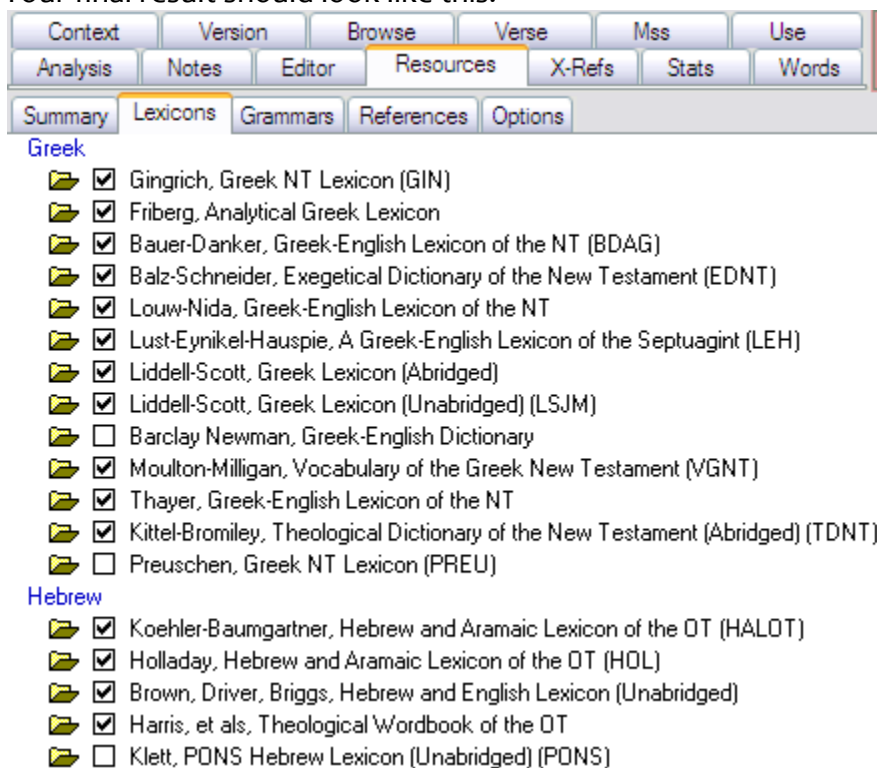 Your final result should look like this:
Context Version Browse Verse Mss Use
Analysis Notes Editor Resources X-Refs Stats Words
Summary Lexicons Grammars References Options
Greek
Gingrich, Greek NT Lexicon (GIN)
Friberg, Analytical Greek Lexicon
Bauer-Danker, Greek-English Lexicon of the NT (BDAG)
Balz-Schneider, Exegetical Dictionary of the New Testament (EDNT)
Louw-Nida, Greek-English Lexicon of the NT
Lust-Eynikel-Hauspie, A Greek-English Lexicon of the Septuagint (LEH)
Liddell-Scott, Greek Lexicon (Abridged)
Liddell-Scott, Greek Lexicon (Unabridged) (LSJM)
Barclay Newman, Greek-English Dictionary
Moulton-Milligan, Vocabulary of the Greek New Testament (VGNT)
Thayer, Greek-English Lexicon of the NT
Kittel-Bromiley, Theological Dictionary of the New Testament (Abridged) (TDNT)
Preuschen, Greek NT Lexicon (PREU)
Hebrew
Koehler-Baumgartner, Hebrew and Aramaic Lexicon of the OT (HALOT)
Holladay, Hebrew and Aramaic Lexicon of the OT (HOL)
Brown, Driver, Briggs, Hebrew and English Lexicon (Unabridged)
Harris, et als, Theological Wordbook of the OT
Klett, PONS Hebrew Lexicon (Unabridged) (PONS)